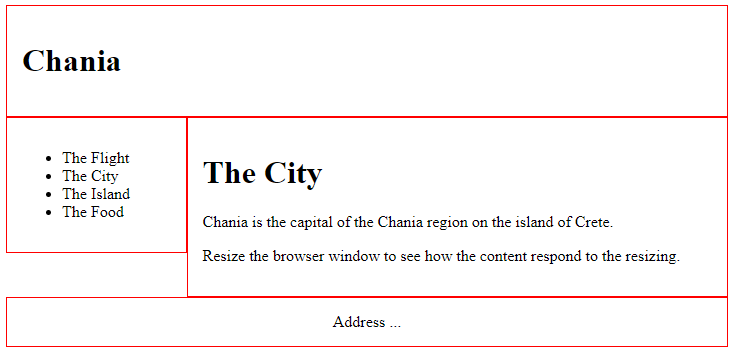 Chania
The Flight
The City
The Island
The Food
The City
Chania is the capital of the Chania region on the island of Crete.
Resize the browser window to see how the content respond to the resizing.
Address ...